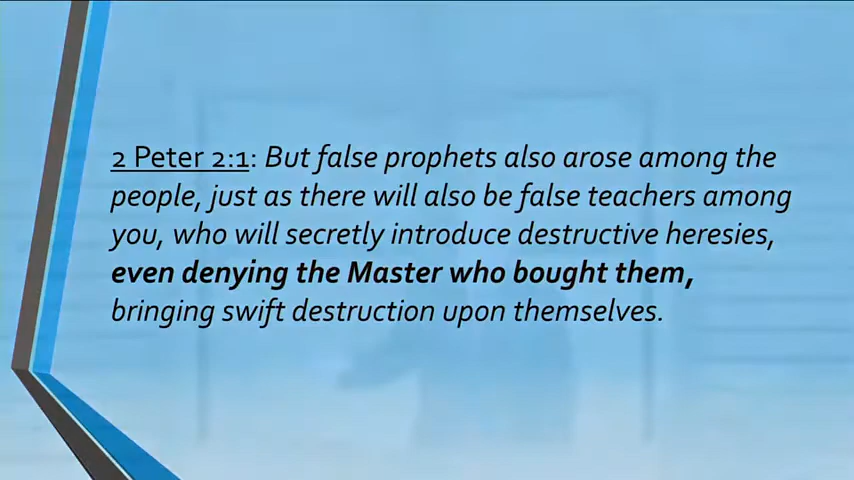 2 Peter 2:1: But false prophets also arose among the
people, just as there will also be false teachers among
you, who will secretly introduce destructive heresies,
even denying the Master who bought them,
bringing swift destruction upon themselves.